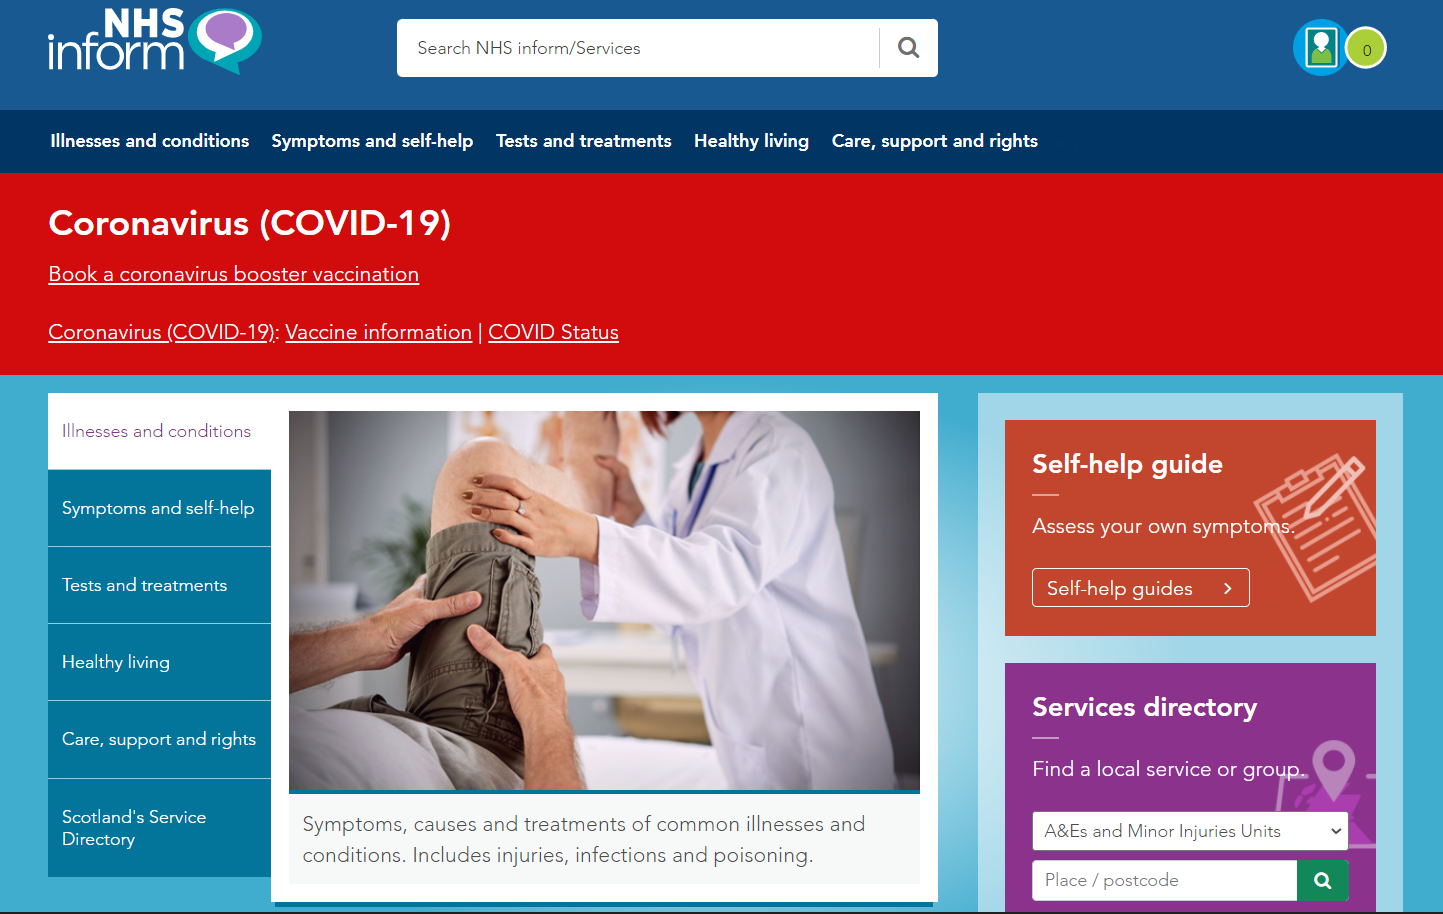 NHS
inform
Search NHS inform/Services
0
Illnesses and conditions
Symptoms and self-help
Tests and treatments
Healthy living
Care, support and rights
Coronavirus (COVID-19)
Book a coronavirus booster vaccination
Coronavirus (COVID-19): Vaccine information | COVID Status
Illnesses and conditions
Symptoms and self-help
Tests and treatments
Healthy living
Care, support and rights
Scotland's Service
Directory
Symptoms, causes and treatments of common illnesses and
conditions. Includes injuries, infections and poisoning.
Self-help guide
Assess your own symptoms.
Self-help guides
Services directory
Find a local service or group.
A&Es and Minor Injuries Units
Place / postcode